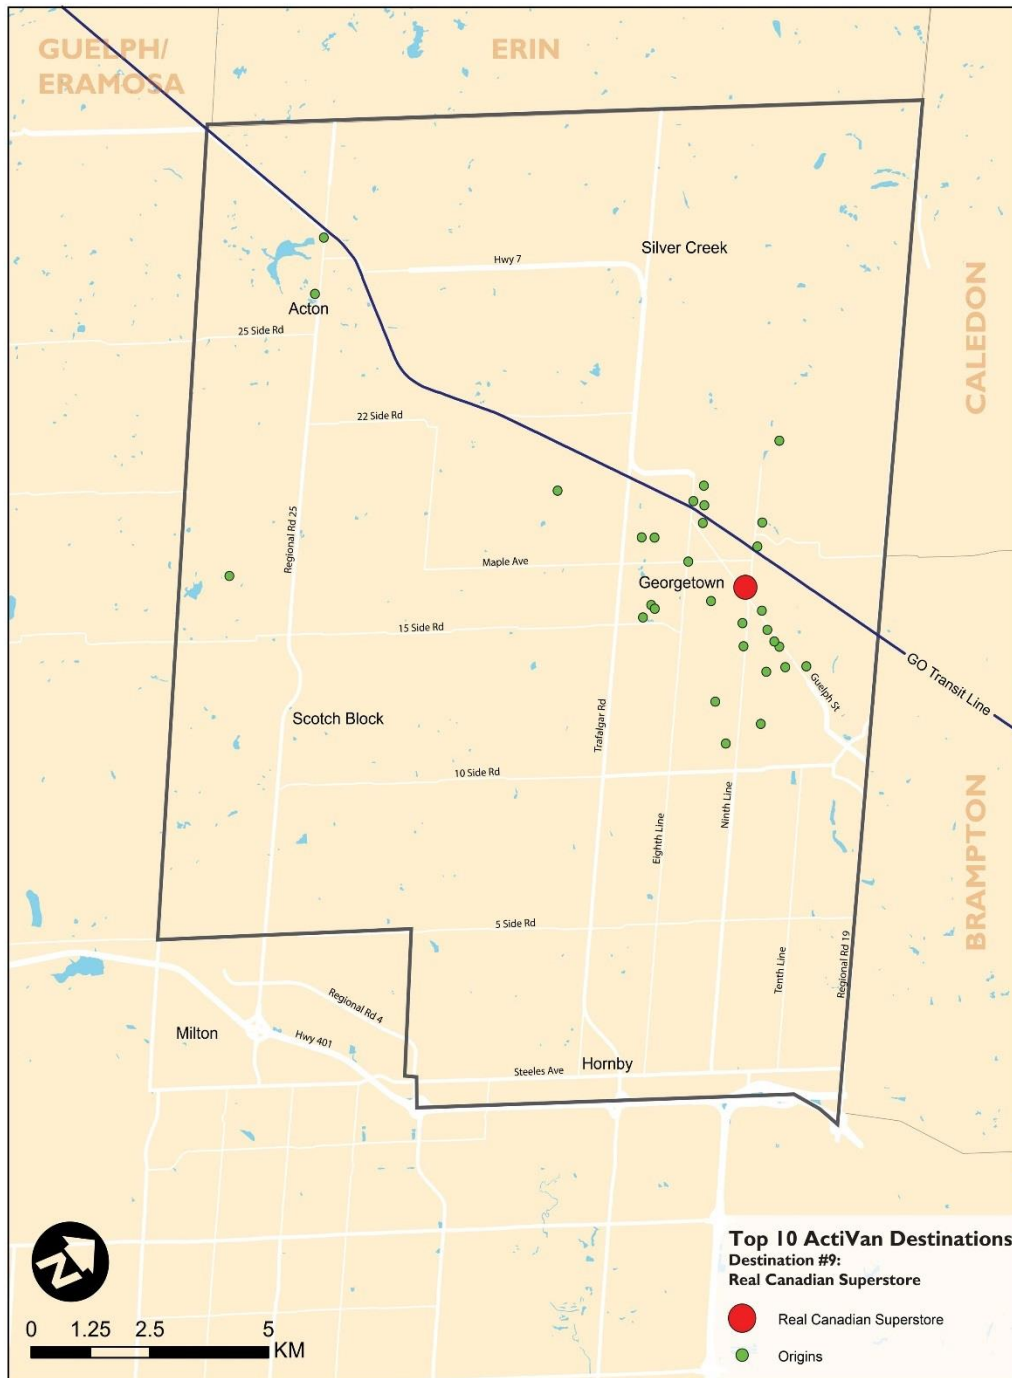 GUELPH/
ERAMOSA
ERIN
Silver Creek
Hwy 7
CALEDON
Acton
25 Side Rd
22 Side Rd
Regional Rd 25
Maple Ave
Georgetown
15 Side Rd
GO Transit Line
Guelph St
Scotch Block
Trafalgar Rd
10 Side Rd
Ninth Line
Eighth Line
BRAMPTON
5 Side Rd
Tenth Line
Regional Rd 19
Regional Rd 4
Milton
Hwy 401
Hornby
Steeles Ave
N
0 1.25 2.5 5
KM
Top 10 ActiVan Destinations
Destination #9:
Real Canadian Superstore
Real Canadian Superstore
Origins